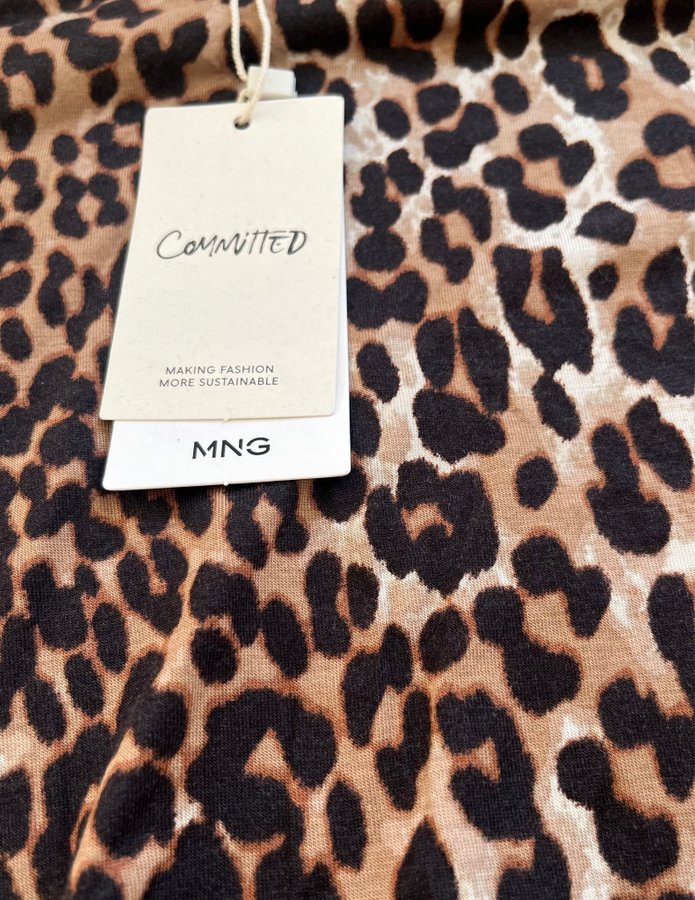 COMMITTED
MAKING FASHION
MORE SUSTAINABLE
MNG